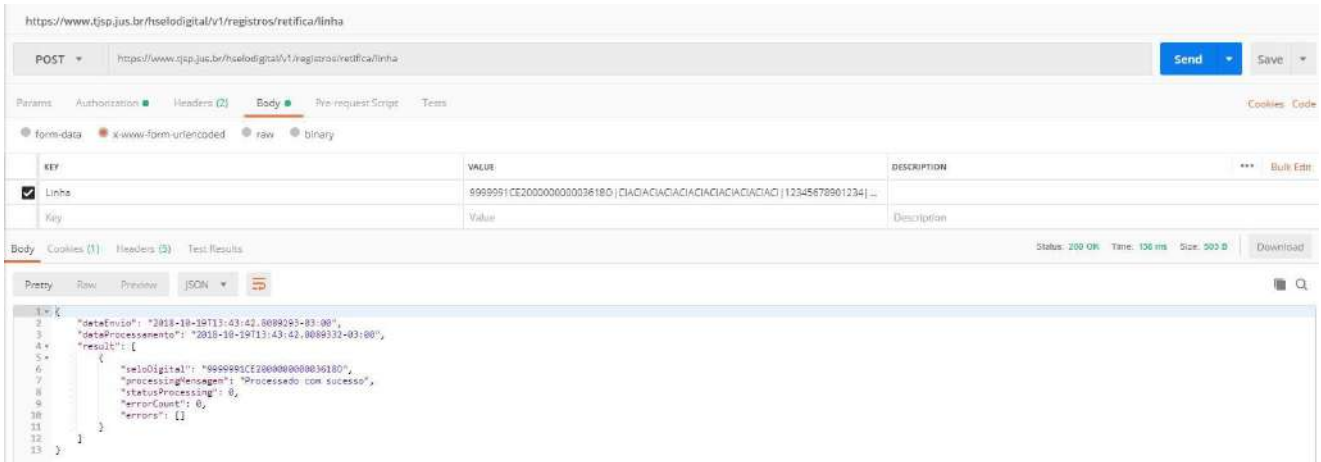 https://www.tjsp.jus.br/hselodigital/v1/registros/retifica/linha
POST https://www.tjsp.jus.br/hselodigital/v1/registros/retifica/linha Send Save
Params Authorization Headers (2) Body Pre-request Script Tests Cookies Code
form-data x-www-form-urlencoded raw binary
KEY VALUE DESCRIPTION ••• Bulk Edit
Linha |CIACIACIACIACIACIACIACIACIACIACI|12345678901234|...
Key Value Description
Body Cookies (1) Headers (5) Test Results Status: 200 OK Time: 138 ms Size: 503 B Download
Pretty Raw Preview JSON
1 {
2 "dataEnvio": "2018-10-19T13:43:42.8089293-03:00",
3 "dataProcessamento": "2018-10-19T13:43:42.8089332-03:00",
4 "result": [
5 {
6 "seloDigital":
7 "processingMensagem": "Processado com sucesso",
8 "statusProcessing": 0,
9 "errorCount": 0,
10 "errors": []
11 }
12 ]
13 }